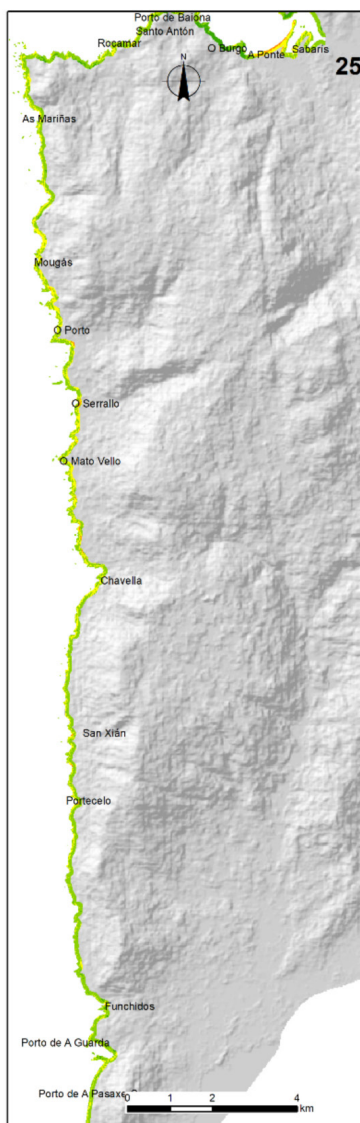 Porto de Baiona
Santo Antón
Rocamar
O Burgo
A Ponte
Sabaris
N
25
As Mariñas
Mougás
O Porto
O Serrallo
O Mato Vello
Chavella
San Xián
Portecelo
Funchidos
Porto de A Guarda
Porto de A Pasaxe
0 1 2 4
km